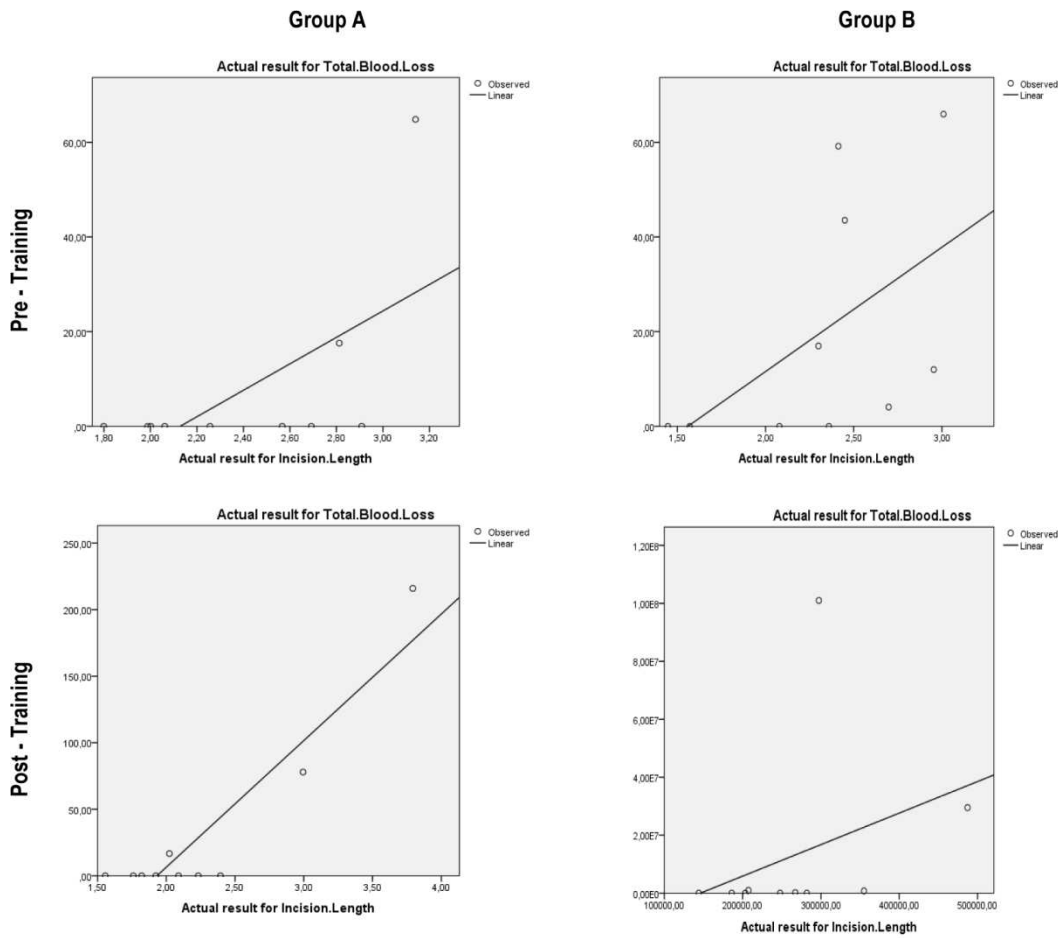 Group A
Group B
Pre - Training
Actual result for Total.Blood.Loss
Observed
Linear
60,00
40,00
20,00
,00
1,80 2,00 2,20 2,40 2,60 2,80 3,00 3,20
Actual result for Incision.Length
Actual result for Total.Blood.Loss
Observed
Linear
60,00
40,00
20,00
,00
1,50 2,00 2,50 3,00
Actual result for Incision.Length
Post - Training
Actual result for Total.Blood.Loss
Observed
Linear
250,00
200,00
150,00
100,00
50,00
,00
1,50 2,00 2,50 3,00 3,50 4,00
Actual result for Incision.Length
Actual result for Total.Blood.Loss
Observed
Linear
1,20E8
1,00E8
8,00E7
6,00E7
4,00E7
2,00E7
0,00E0
100000,00 200000,00 300000,00 400000,00 500000,00
Actual result for Incision.Length